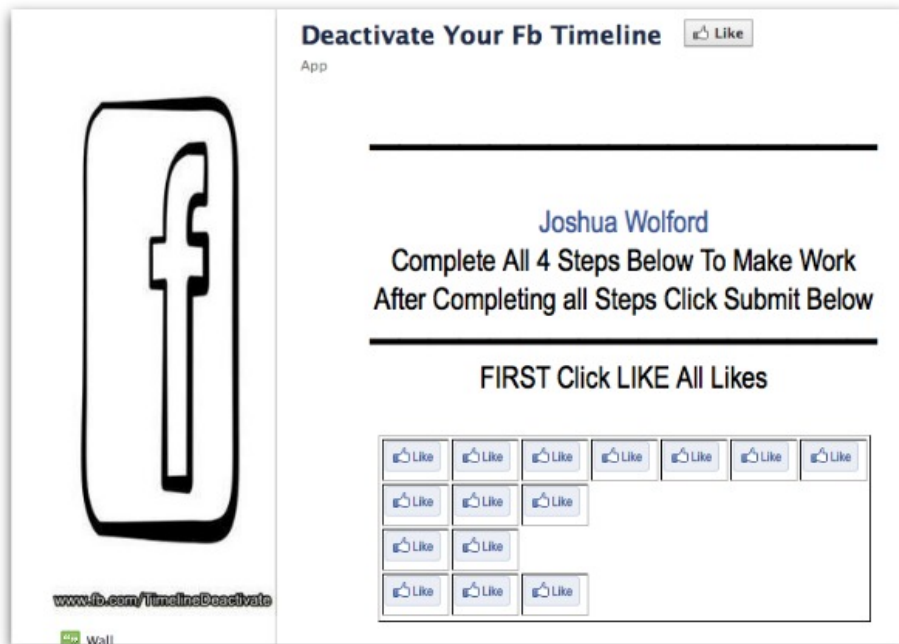 Deactivate Your Fb Timeline Like
App
Joshua Wolford
Complete All 4 Steps Below To Make Work
After Completing all Steps Click Submit Below
FIRST Click LIKE All Likes
Like Like Like Like Like Like Like
Like Like Like
Like Like
Like Like Like
www.fb.com/TimelineDeactivate
Wall